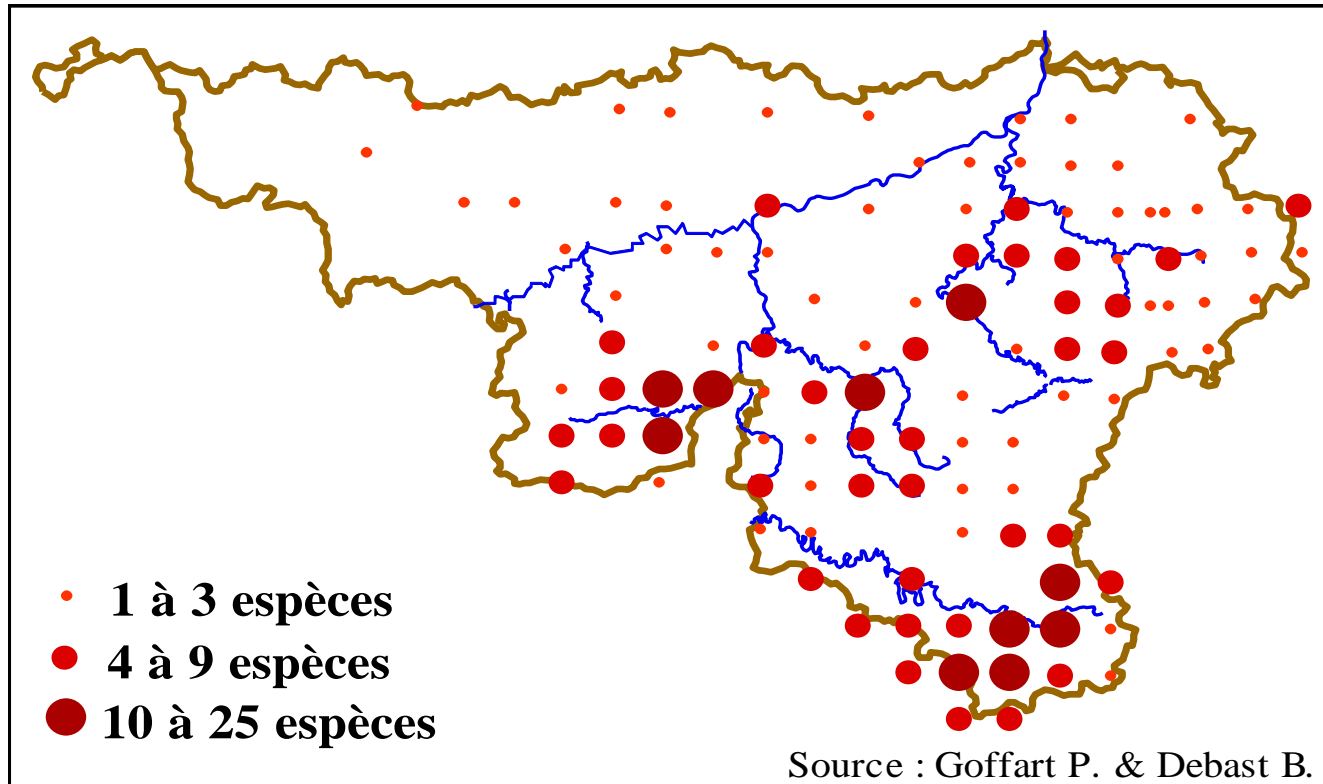 1 à 3 espèces
4 à 9 espèces
10 à 25 espèces
Source : Goffart P. & Debast B.